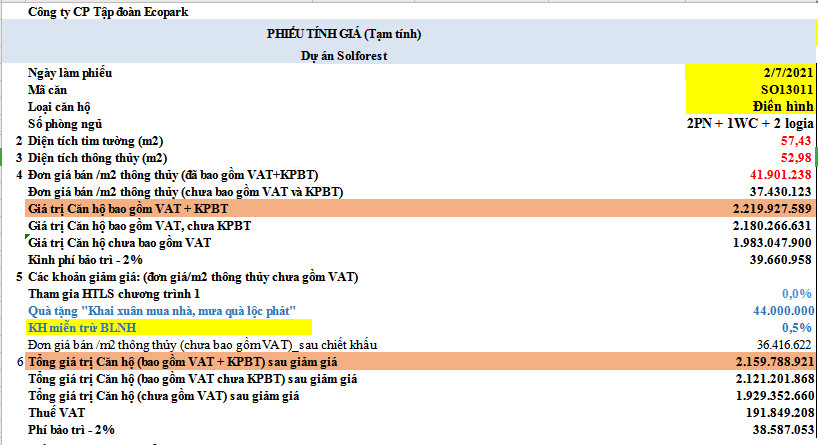 Công ty CP Tập đoàn Ecopark
PHIẾU TÍNH GIÁ (Tạm tính)
Dự án Solforest
Ngày làm phiếu 2/7/2021
Mã căn SO13011
Loại căn hộ Điển hình
Số phòng ngủ 2PN + 1WC + 2 logia
2 Diện tích tim tường (m2) 57,43
3 Diện tích thông thủy (m2) 52,98
4 Đơn giá bán /m2 thông thủy (đã bao gồm VAT+KPBT) 41.901.238
Đơn giá bán /m2 thông thủy (chưa bao gồm VAT và KPBT) 37.430.123
Giá trị Căn hộ bao gồm VAT + KPBT 2.219.927.589
Giá trị Căn hộ bao gồm VAT, chưa KPBT 2.180.266.631
Giá trị Căn hộ chưa bao gồm VAT 1.983.047.900
Kinh phí bảo trì - 2% 39.660.958
5 Các khoản giảm giá: (đơn giá/m2 thông thủy chưa gồm VAT)
Tham gia HTLS chương trình 1 0,0%
Quà tặng "Khai xuân mua nhà, mưa quà lộc phát" 44.000.000
KH miễn trừ BLNH 0,5%
Đơn giá bán /m2 thông thủy (chưa bao gồm VAT)_sau chiết khấu 36.416.622
6 Tổng giá trị Căn hộ (bao gồm VAT + KPBT) sau giảm giá 2.159.788.921
Tổng giá trị Căn hộ (bao gồm VAT chưa KPBT) sau giảm giá 2.121.201.868
Tổng giá trị Căn hộ (chưa VAT) sau giảm giá 1.929.352.660
Thuế VAT 191.849.208
Phí bảo trì - 2% 38.587.053